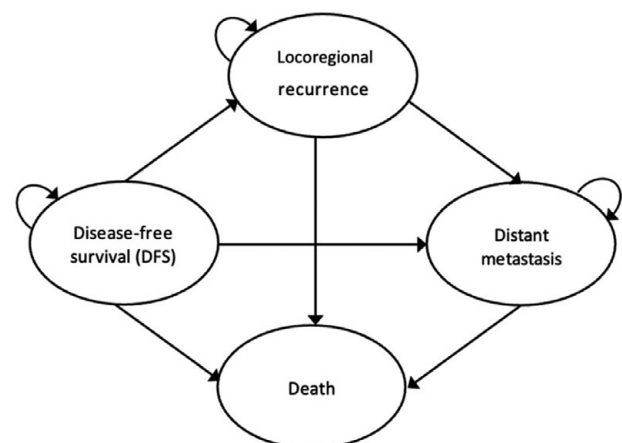 Locoregional
recurrence
Disease-free
survival (DFS)
Distant
metastasis
Death